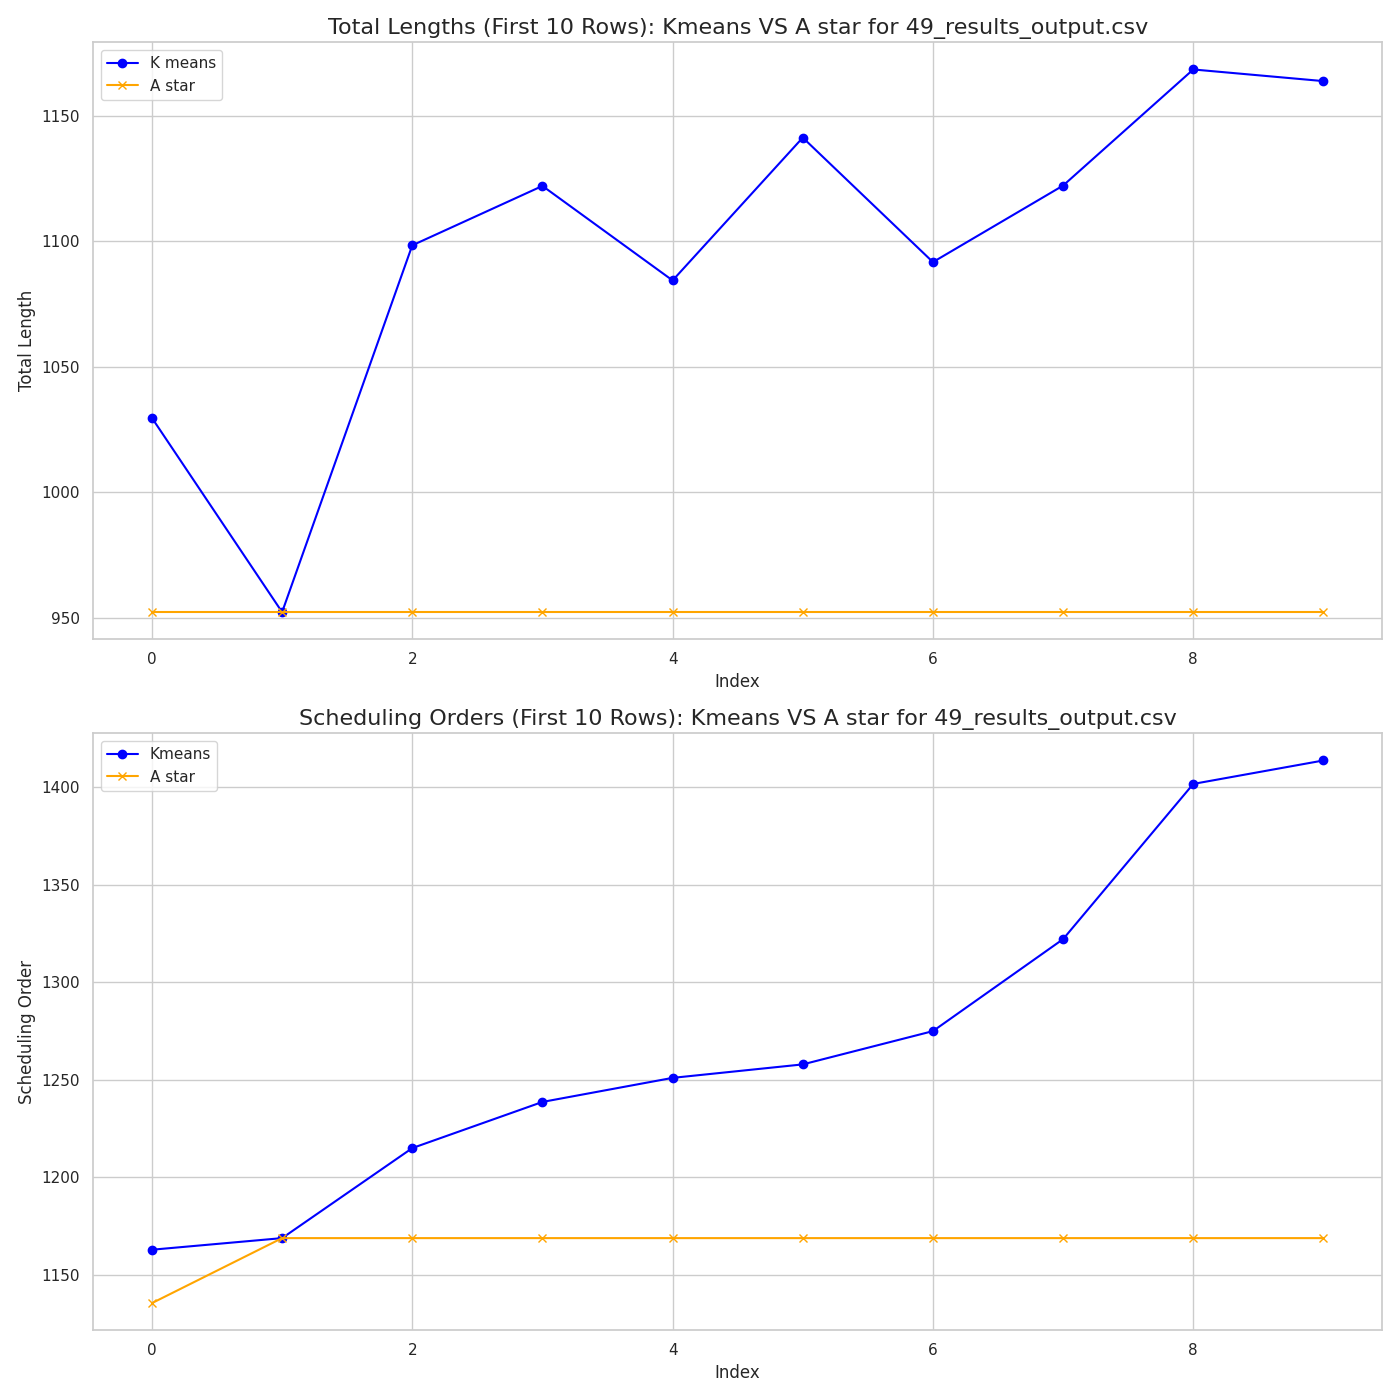 Total Lengths (First 10 Rows): Kmeans VS A star for 49_results_output.csv
K means
A star
1150
1100
1050
1000
950
Total Length
0 2 4 6 8
Index
Scheduling Orders (First 10 Rows): Kmeans VS A star for 49_results_output.csv
Kmeans
A star
1400
1350
1300
1250
1200
1150
Scheduling Order
0 2 4 6 8
Index